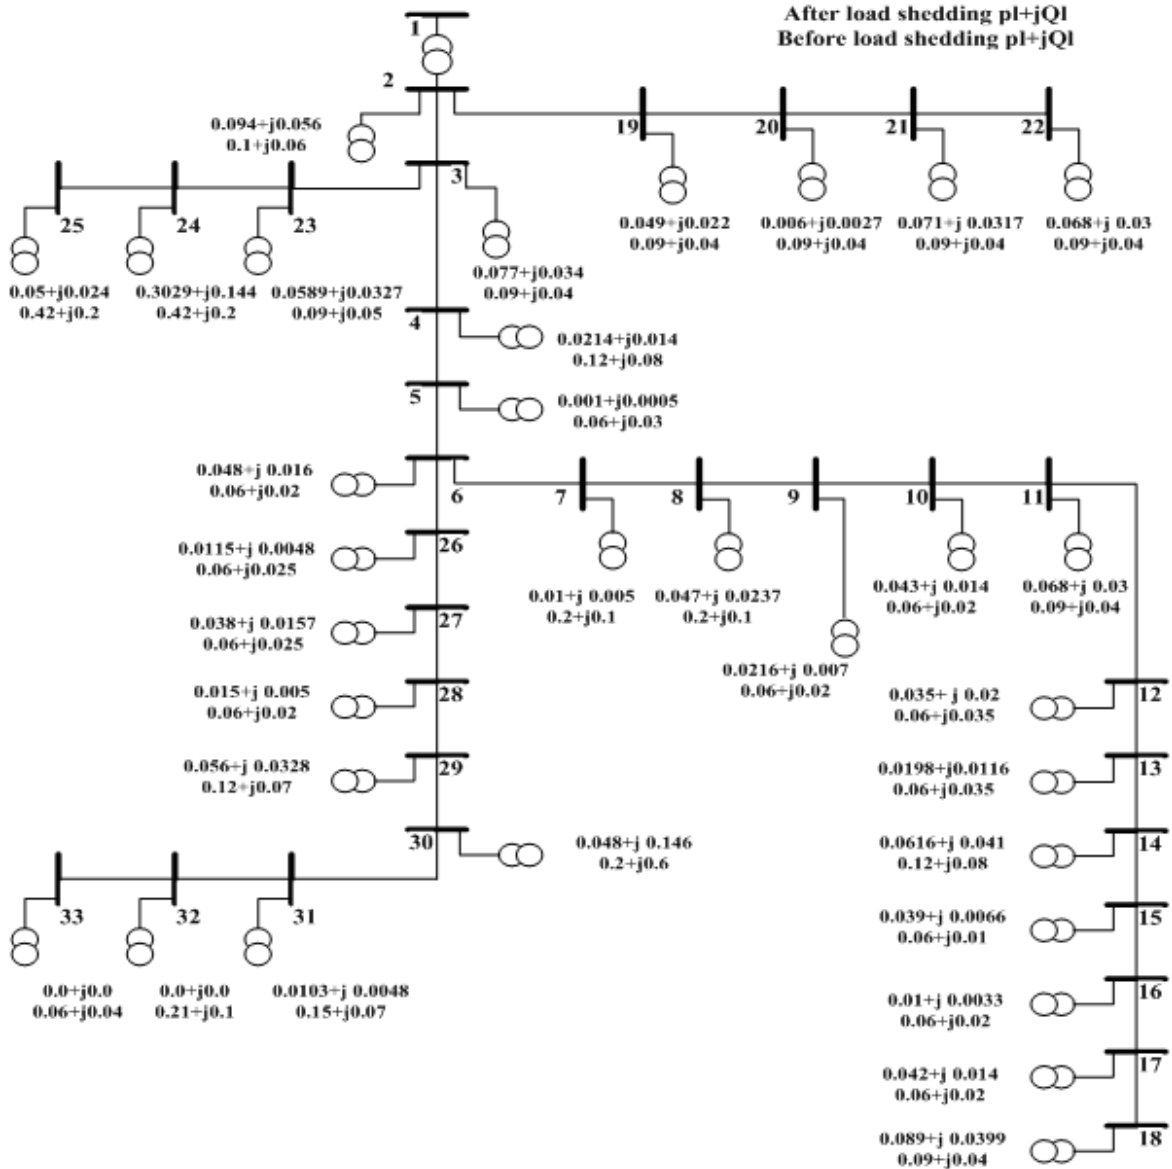 After load shedding pl+jQl
Before load shedding pl+jQl
1
2
0.094+j0.056
0.1+j0.06
19
20
21
22
0.049+j0.022
0.09+j0.04
0.006+j0.0027
0.09+j0.04
0.071+j 0.0317
0.09+j0.04
0.068+j 0.03
0.09+j0.04
3
25
24
23
0.077+j0.034
0.09+j0.04
0.05+j0.024
0.42+j0.2
0.3029+j0.144
0.42+j0.2
0.0589+j0.0327
0.09+j0.05
4
0.0214+j0.014
0.12+j0.08
5
0.001+j0.0005
0.06+j0.03
6
0.048+j 0.016
0.06+j0.02
7
8
9
10
11
0.01+j 0.005
0.2+j0.1
0.047+j 0.0237
0.2+j0.1
0.0216+j 0.007
0.06+j0.02
0.043+j 0.014
0.06+j0.02
0.068+j 0.03
0.09+j0.04
26
0.0115+j 0.0048
0.06+j0.025
27
0.038+j 0.0157
0.06+j0.025
28
0.015+j 0.005
0.06+j0.02
29
0.056+j 0.0328
0.12+j0.07
30
0.048+j 0.146
0.2+j0.6
33
32
31
0.0+j0.0
0.06+j0.04
0.0+j0.0
0.21+j0.1
0.0103+j 0.0048
0.15+j0.07
12
0.035+ j 0.02
0.06+j0.035
13
0.0198+j0.0116
0.06+j0.035
14
0.0616+j 0.041
0.12+j0.08
15
0.039+j 0.0066
0.06+j0.01
16
0.01+j 0.0033
0.06+j0.02
17
0.042+j 0.014
0.06+j0.02
18
0.089+j 0.0399
0.09+j0.04